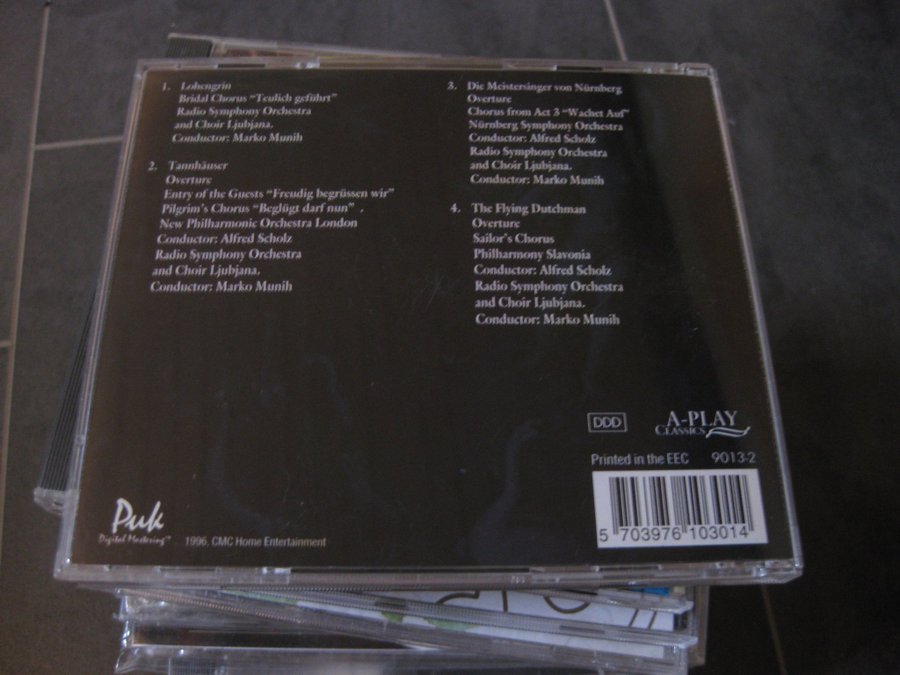 1. Lohengrin
Bridal Chorus "Teulich geführt"
Radio Symphony Orchestra
and Choir Ljubjana.
Conductor: Marko Munih
2. Tannhäuser
Overture
Entry of the Guests "Freudig begrüssen wir"
Pilgrim's Chorus "Beglügt darf nun" .
New Philharmonic Orchestra London
Conductor: Alfred Scholz
Radio Symphony Orchestra
and Choir Ljubjana.
Conductor: Marko Munih
3. Die Meistersinger von Nürnberg
Overture
Chorus from Act 3 "Wachet Auf"
Nürnberg Symphony Orchestra
Conductor: Alfred Scholz
Radio Symphony Orchestra
and Choir Ljubjana.
Conductor: Marko Munih
4. The Flying Dutchman
Overture
Sailor's Chorus
Philharmony Slavonia
Conductor: Alfred Scholz
Radio Symphony Orchestra
and Choir Ljubjana.
Conductor: Marko Munih
DDD
A-PLAY
CLASSICS
Printed in the EEC 9013-2
5 703976 103014
Puk
Digital Mastering™
1996. CMC Home Entertainment